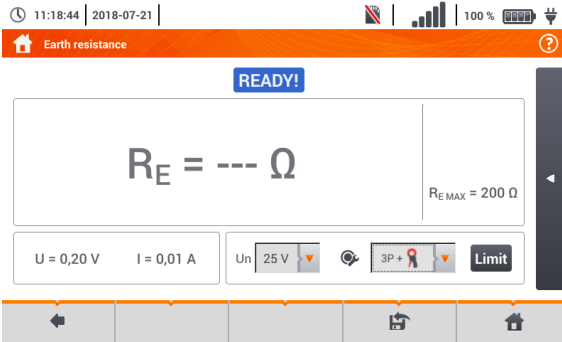 11:18:44 2018-07-21 100 %
Earth resistance ?
READY!
RE = --- Ω
RE MAX = 200 Ω
U = 0,20 V I = 0,01 A Un 25 V 3P + Limit